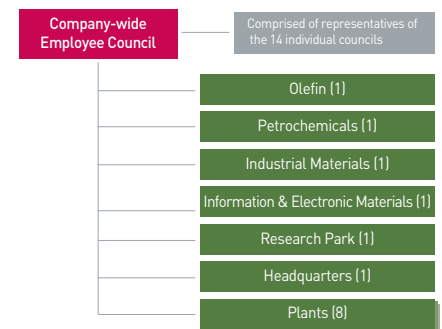 Company-wide
Employee Council
Comprised of representatives of
the 14 individual councils
Olefin (1)
Petrochemicals (1)
Industrial Materials (1)
Information & Electronic Materials (1)
Research Park (1)
Headquarters (1)
Plants (8)